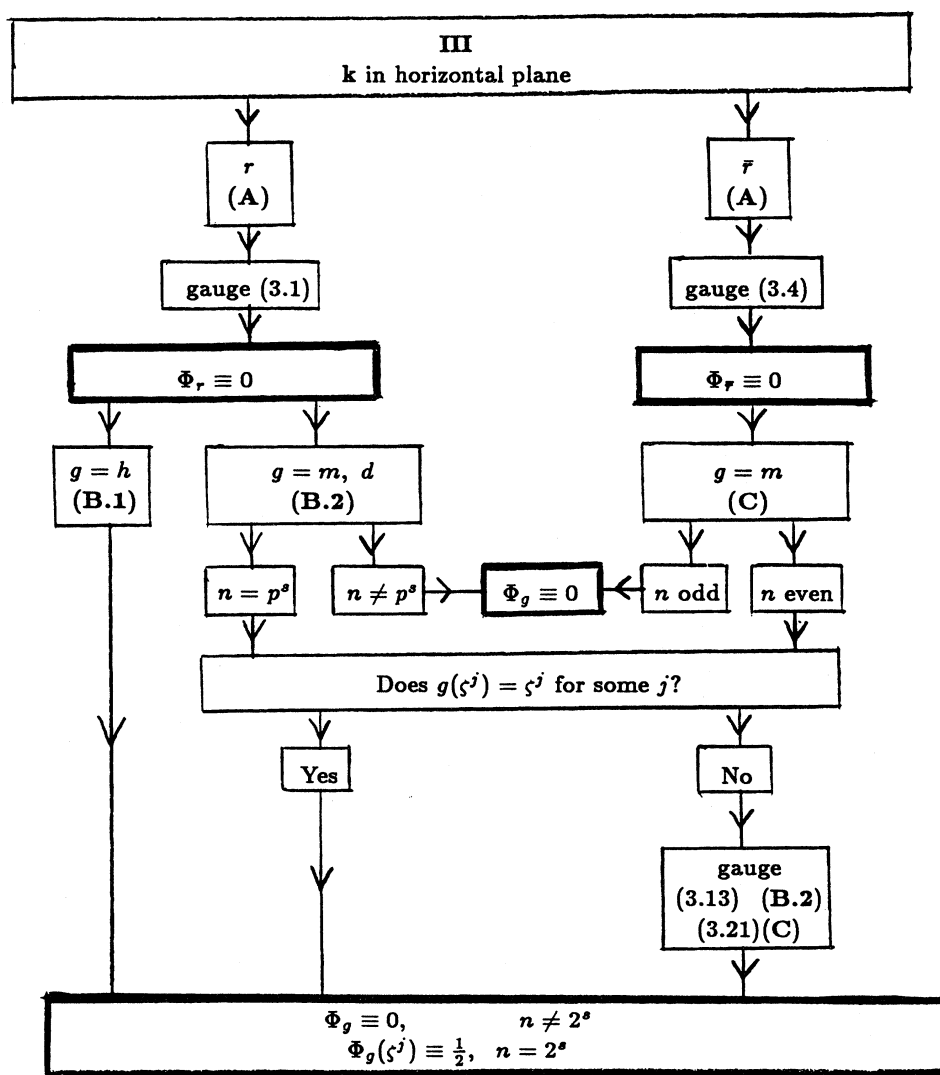 III
k in horizontal plane
r
(A)
r̄
(A)
gauge (3.1)
gauge (3.4)
Φ_r ≡ 0
Φ_r̄ ≡ 0
g = h
(B.1)
g = m, d
(B.2)
g = m
(C)
n = p^s
n ≠ p^s
Φ_g ≡ 0
n odd
n even
Does g(ζ^j) = ζ^j for some j?
Yes
No
gauge
(3.13) (B.2)
(3.21)(C)
Φ_g ≡ 0, n ≠ 2^s
Φ_g(ζ^j) ≡ 1/2, n = 2^s